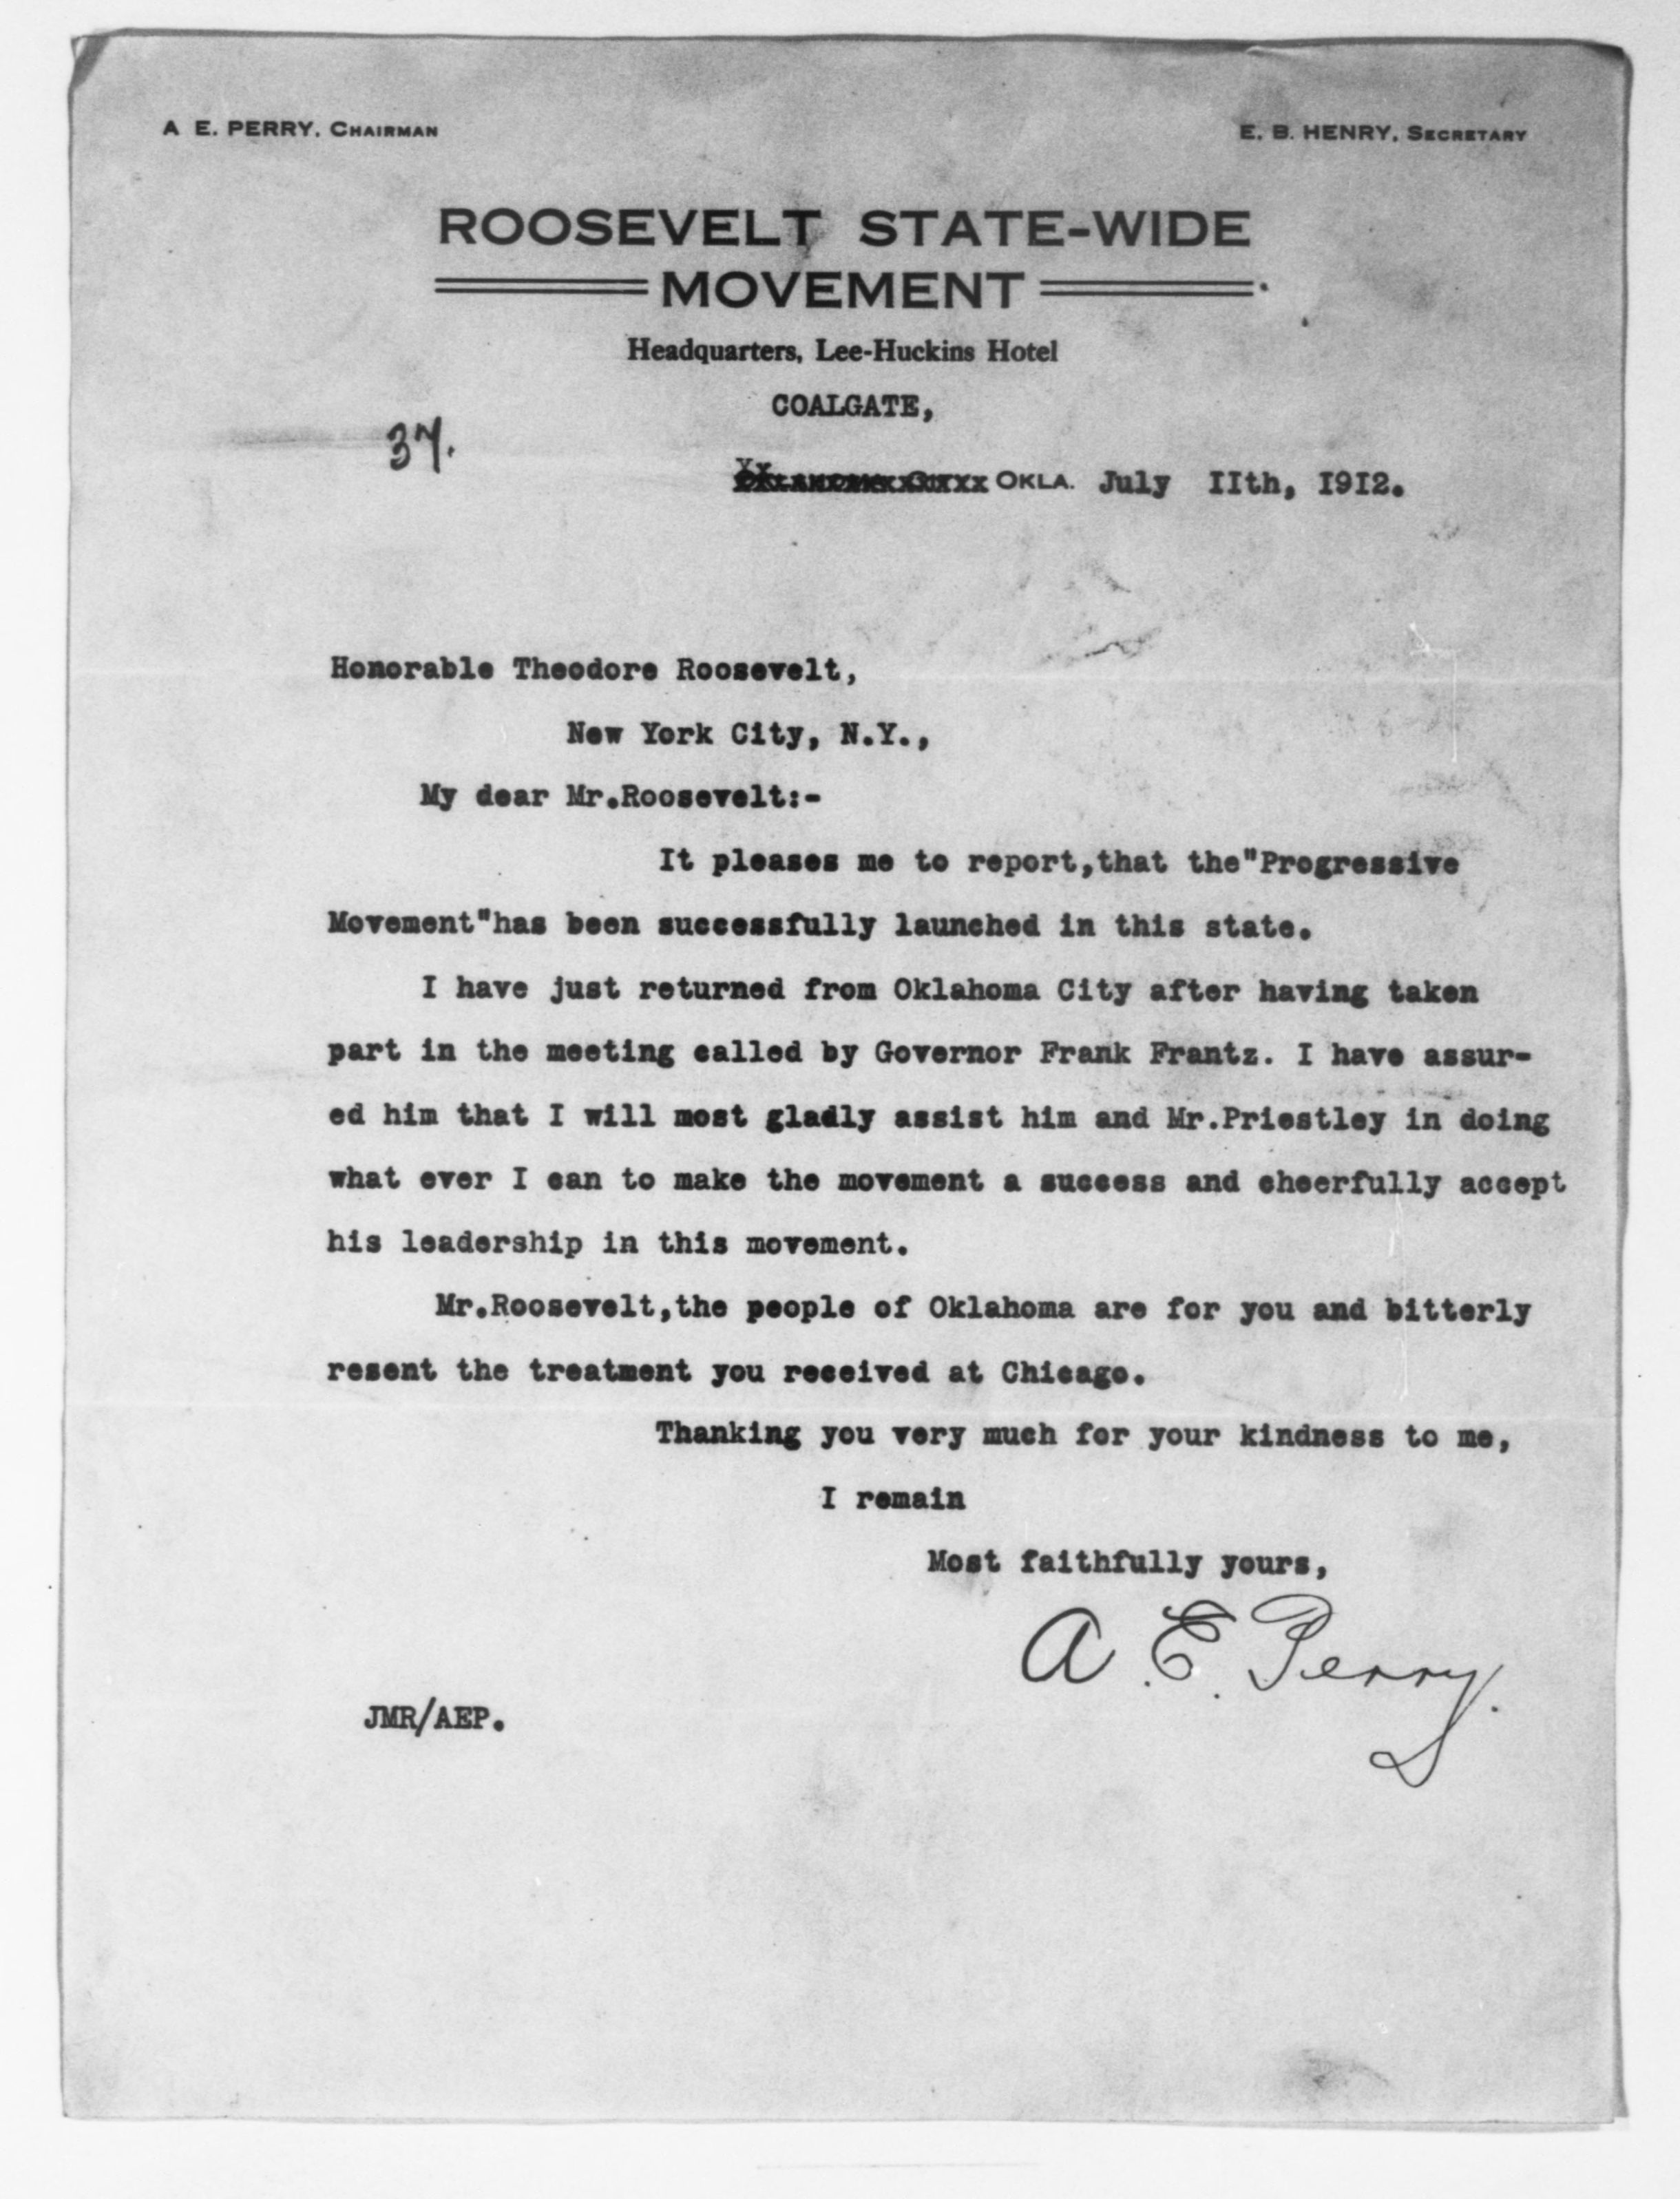 A E. PERRY, CHAIRMAN
E. B. HENRY, SECRETARY
ROOSEVELT STATE-WIDE
MOVEMENT
Headquarters, Lee-Huckins Hotel
COALGATE,
37.
OKLA. July IIth, I9I2.
Honorable Theodore Roosevelt,
New York City, N.Y.,
My dear Mr.Roosevelt:-
It pleases me to report,that the"Progressive
Movement"has been successfully launched in this state.
I have just returned from Oklahoma City after having taken
part in the meeting called by Governor Frank Frantz. I have assur-
ed him that I will most gladly assist him and Mr.Priestley in doing
what ever I can to make the movement a success and cheerfully accept
his leadership in this movement.
Mr.Roosevelt,the people of Oklahoma are for you and bitterly
resent the treatment you received at Chicago.
Thanking you very much for your kindness to me,
I remain
Most faithfully yours,
A. E. Perry.
JMR/AEP.